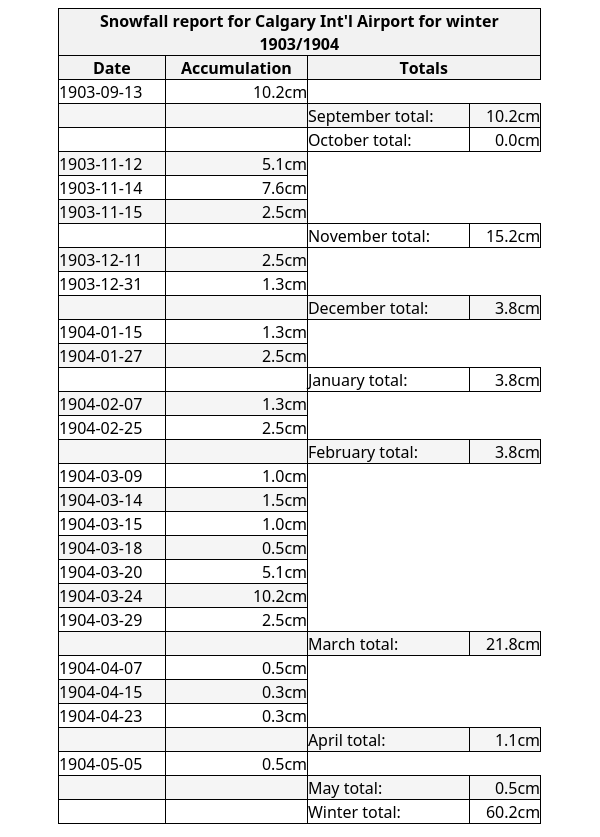 Snowfall report for Calgary Int'l Airport for winter
1903/1904
Date Accumulation Totals
1903-09-13 10.2cm
September total: 10.2cm
October total: 0.0cm
1903-11-12 5.1cm
1903-11-14 7.6cm
1903-11-15 2.5cm
November total: 15.2cm
1903-12-11 2.5cm
1903-12-31 1.3cm
December total: 3.8cm
1904-01-15 1.3cm
1904-01-27 2.5cm
January total: 3.8cm
1904-02-07 1.3cm
1904-02-25 2.5cm
February total: 3.8cm
1904-03-09 1.0cm
1904-03-14 1.5cm
1904-03-15 1.0cm
1904-03-18 0.5cm
1904-03-20 5.1cm
1904-03-24 10.2cm
1904-03-29 2.5cm
March total: 21.8cm
1904-04-07 0.5cm
1904-04-15 0.3cm
1904-04-23 0.3cm
April total: 1.1cm
1904-05-05 0.5cm
May total: 0.5cm
Winter total: 60.2cm